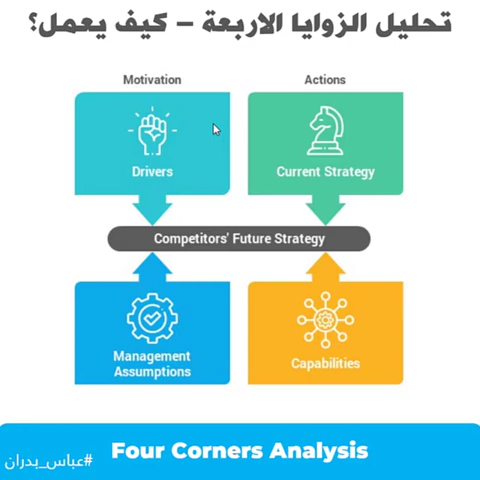 تحليل الزوايا الاربعة – كيف يعمل؟
Motivation
Actions
Drivers
Current Strategy
Competitors' Future Strategy
Management
Assumptions
Capabilities
Four Corners Analysis
#عباس_بدران